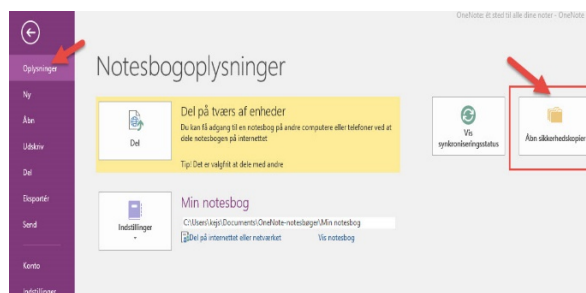 OneNote: ét sted til alle dine noter - OneNote
Oplysninger
Ny
Åbn
Udskriv
Del
Eksportér
Send
Konto
Indstillinger
Notesbogoplysninger
Del
Del på tværs af enheder
Du kan få adgang til en notesbog på andre computere eller telefoner ved at
dele notesbogen på internettet
Tip! Det er valgfrit at dele med andre
Vis
synkroniseringsstatus
Åbn sikkerhedskopier
Indstillinger
Min notesbog
C:\Users\kejs\Documents\OneNote-notesbøger\Min notesbog
Del på internettet eller netværket
Vis notesbog